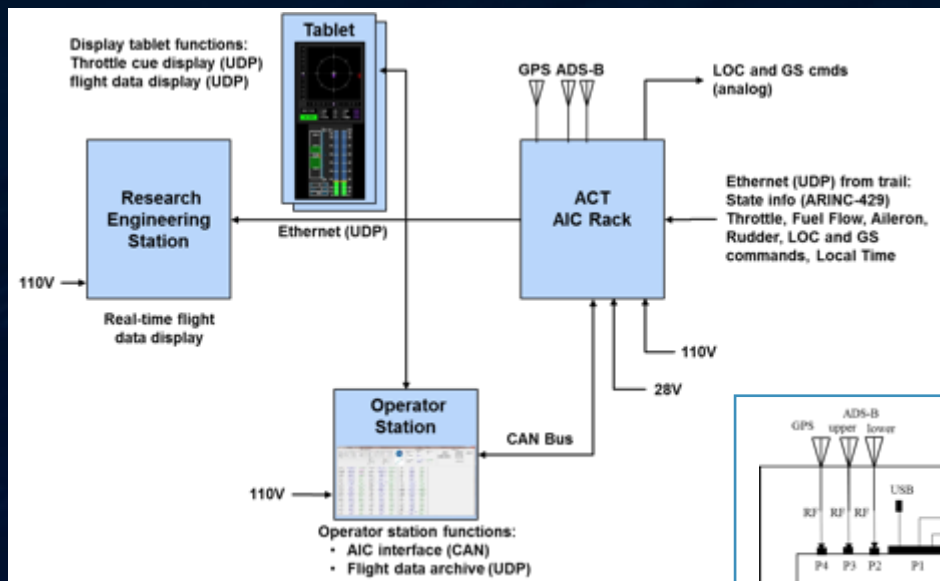 Display tablet functions:
Throttle cue display (UDP)
flight data display (UDP)
Tablet
GPS ADS-B
LOC and GS cmds
(analog)
Research
Engineering
Station
Ethernet (UDP)
ACT
AIC Rack
Ethernet (UDP) from trail:
State info (ARINC-429)
Throttle, Fuel Flow, Aileron,
Rudder, LOC and GS
commands, Local Time
110V
Real-time flight
data display
110V
28V
Operator
Station
CAN Bus
110V
Operator station functions:
• AIC interface (CAN)
• Flight data archive (UDP)
ADS-B
GPS upper lower
USB
RF RF RF
P4 P3 P2 P1